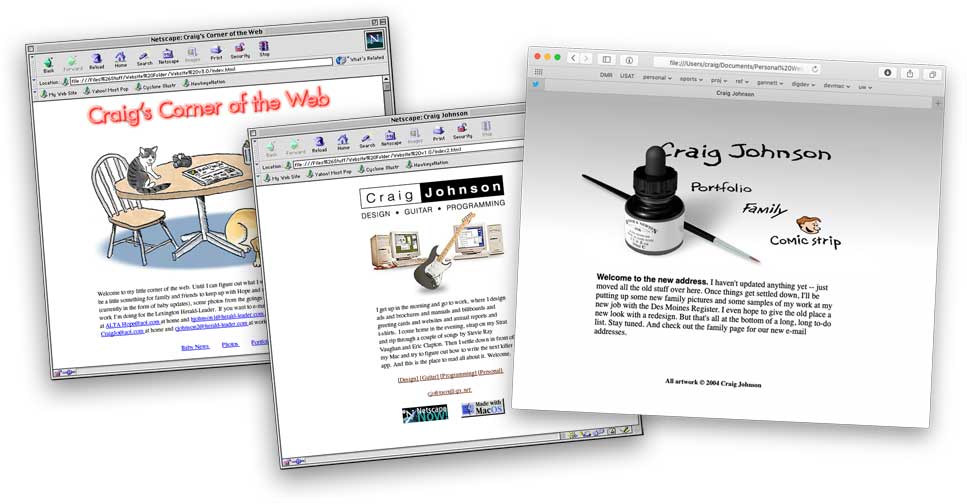 Netscape: Craig's Corner of the Web
Back Forward Reload Home Search Netscape Images Print Security Stop
Location: file:///Files%26Stuff/Website%20Folder/Website%20v3.0/index.html
What's Related
My Web Site Yahoo! Most Pop Cyclone Illustr HawkeyeNation
Craig's Corner of the Web
Welcome to my little corner of the web. Until I can figure out what I
be a little something for family and friends to keep up with Hope and
(currently in the form of baby updates), some photos from the goings
work I'm doing for the Lexington Herald-Leader. If you want to e-mail
at ALTA Hope@aol.com at home and hjohnson1@herald-leader.com at
CraigJo@aol.com at home and cjohnson3@herald-leader.com at work.
Baby News Photos Portfo
Netscape: Craig Johnson
Back Forward Reload Home Search Netscape Images Print Security Stop
Location: file:///Files%26Stuff/Website%20Folder/Website%20v1.0/index2.html
My Web Site Yahoo! Most Pop Cyclone Illustr HawkeyeNation
Craig Johnson
DESIGN • GUITAR • PROGRAMMING
I get up in the morning and go to work, where I design
ads and brochures and manuals and billboards and
greeting cards and websites and annual reports and
t-shirts. I come home in the evening, strap on my Strat
and rip through a couple of songs by Stevie Ray
Vaughan and Eric Clapton. Then I settle down in front of
my Mac and try to figure out how to write the next killer
app. And this is the place to read all about it. Welcome.
[Design] [Guitar] [Programming] [Personal]
Netscape Now!
Made with MacOS
file:///Users/craig/Documents/Personal%20We
DMR USAT personal sports proj ref gannett digdev devmac uw
Craig Johnson
Craig Johnson
Portfolio
Family
Comic strip
Welcome to the new address. I haven't updated anything yet -- just
moved all the old stuff over here. Once things get settled down, I'll be
putting up some new family pictures and some samples of my work at my
new job with the Des Moines Register. I even hope to give the old place a
new look with a redesign. But that's all at the bottom of a long, long to-do
list. Stay tuned. And check out the family page for our new e-mail
addresses.
All artwork © 2004 Craig Johnson